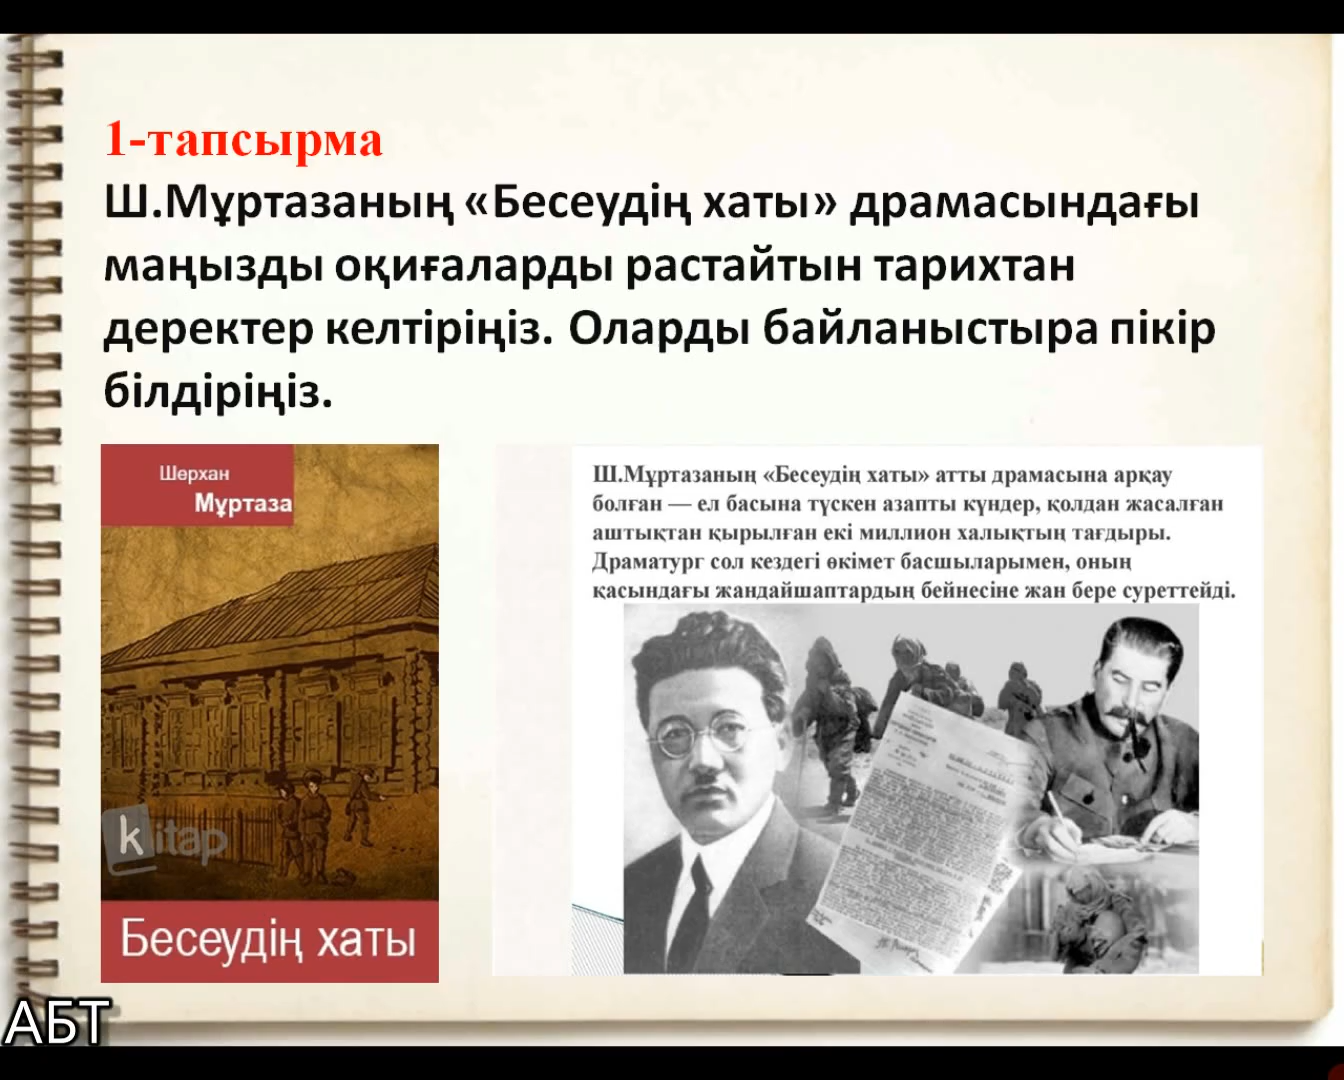 1-тапсырма
Ш.Мұртазаның «Бесеудің хаты» драмасындағы
маңызды оқиғаларды растайтын тарихтан
деректер келтіріңіз. Оларды байланыстыра пікір
білдіріңіз.
Шерхан
Мұртаза
kitap
Бесеудің хаты
Ш.Мұртазаның «Бесеудің хаты» атты драмасына арқау
болған — ел басына түскен азапты күндер, қолдан жасалған
аштықтан қырылған екі миллион халықтың тағдыры.
Драматург сол кездегі өкімет басшыларымен, оның
қасындағы жандайшаптардың бейнесіне жан бере суреттейді.
АБТ